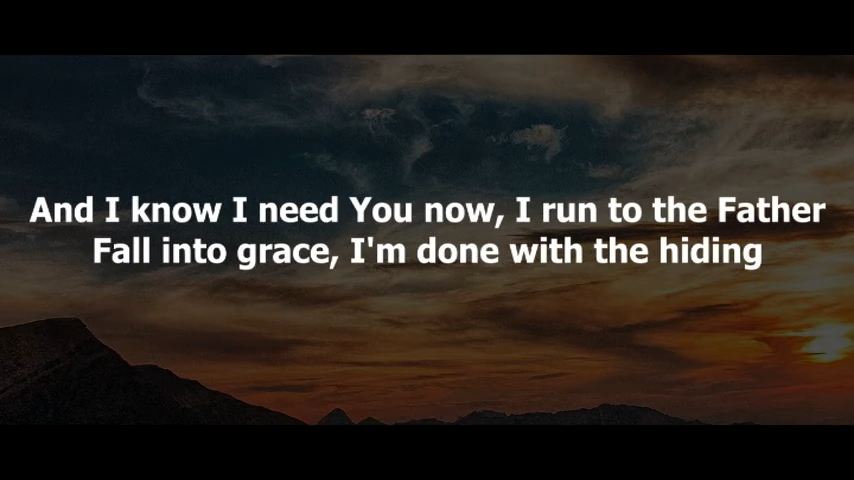 And I know I need You now, I run to the Father
Fall into grace, I'm done with the hiding